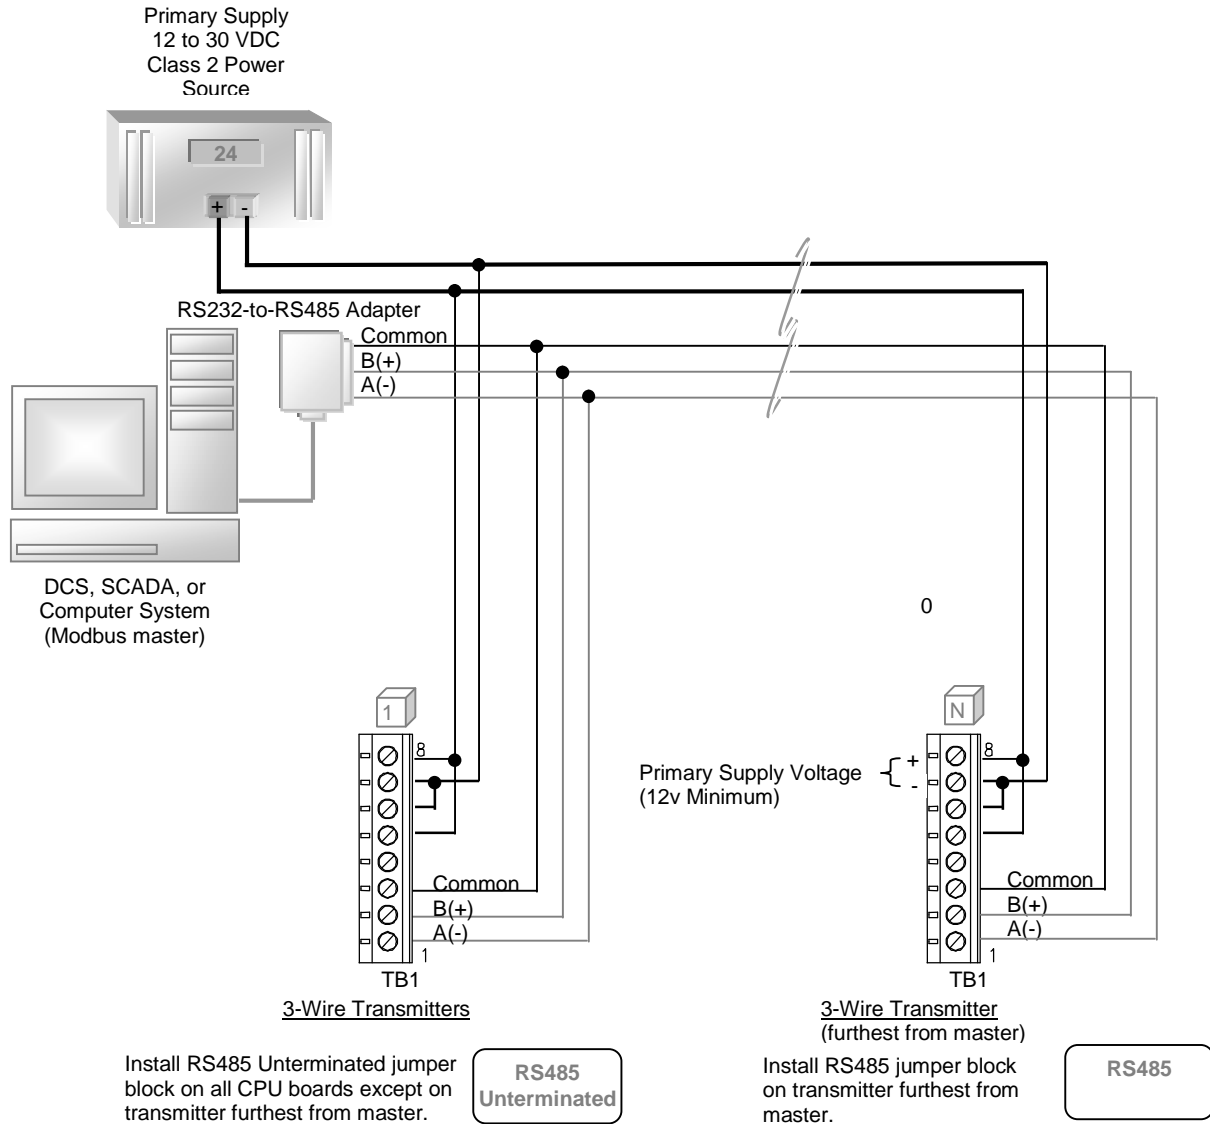 Primary Supply
12 to 30 VDC
Class 2 Power
Source
24
+ -
RS232-to-RS485 Adapter
Common
B(+)
A(-)
DCS, SCADA, or
Computer System
(Modbus master)
0
1
8
Common
B(+)
A(-)
1
TB1
3-Wire Transmitters
N
8
Primary Supply Voltage
(12v Minimum)
+
-
Common
B(+)
A(-)
1
TB1
3-Wire Transmitter
(furthest from master)
Install RS485 Unterminated jumper
block on all CPU boards except on
transmitter furthest from master.
RS485
Unterminated
Install RS485 jumper block
on transmitter furthest from
master.
RS485